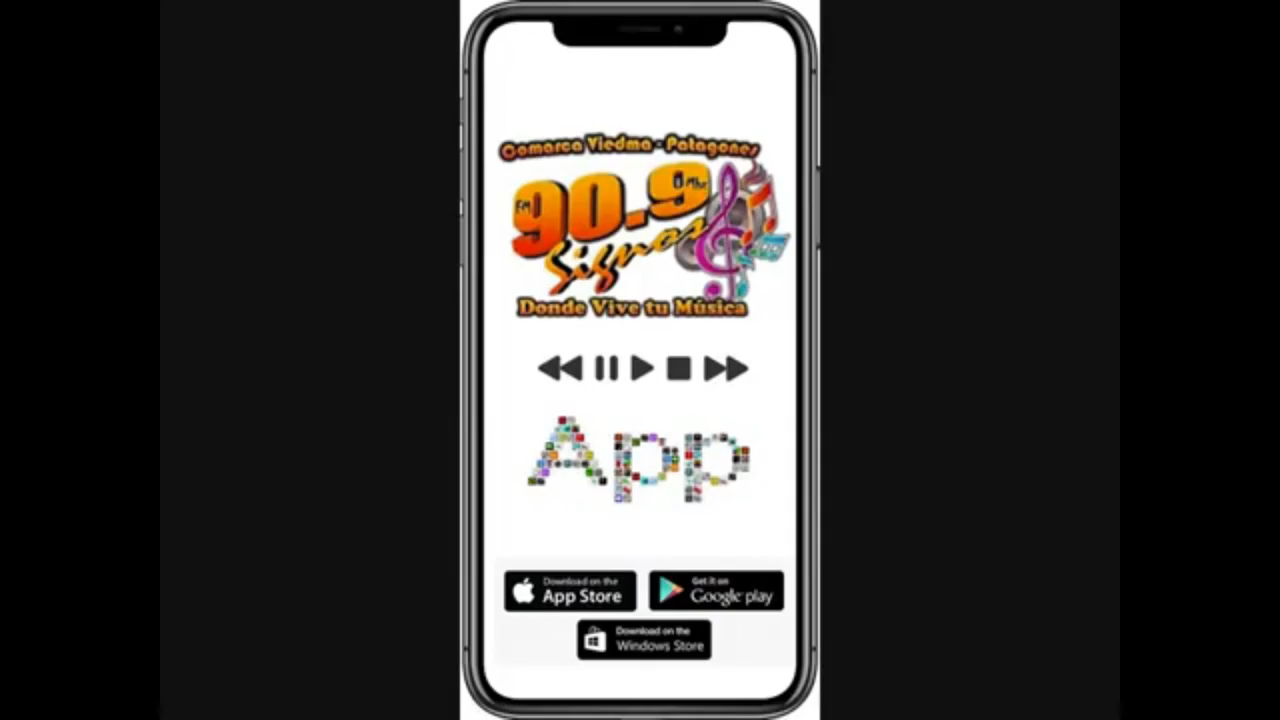 Comarca Viedma - Patagones
FM 90.9 Mhz
Signos
Donde Vive tu Música
App
Download on the
App Store
Get it on
Google play
Download on the
Windows Store